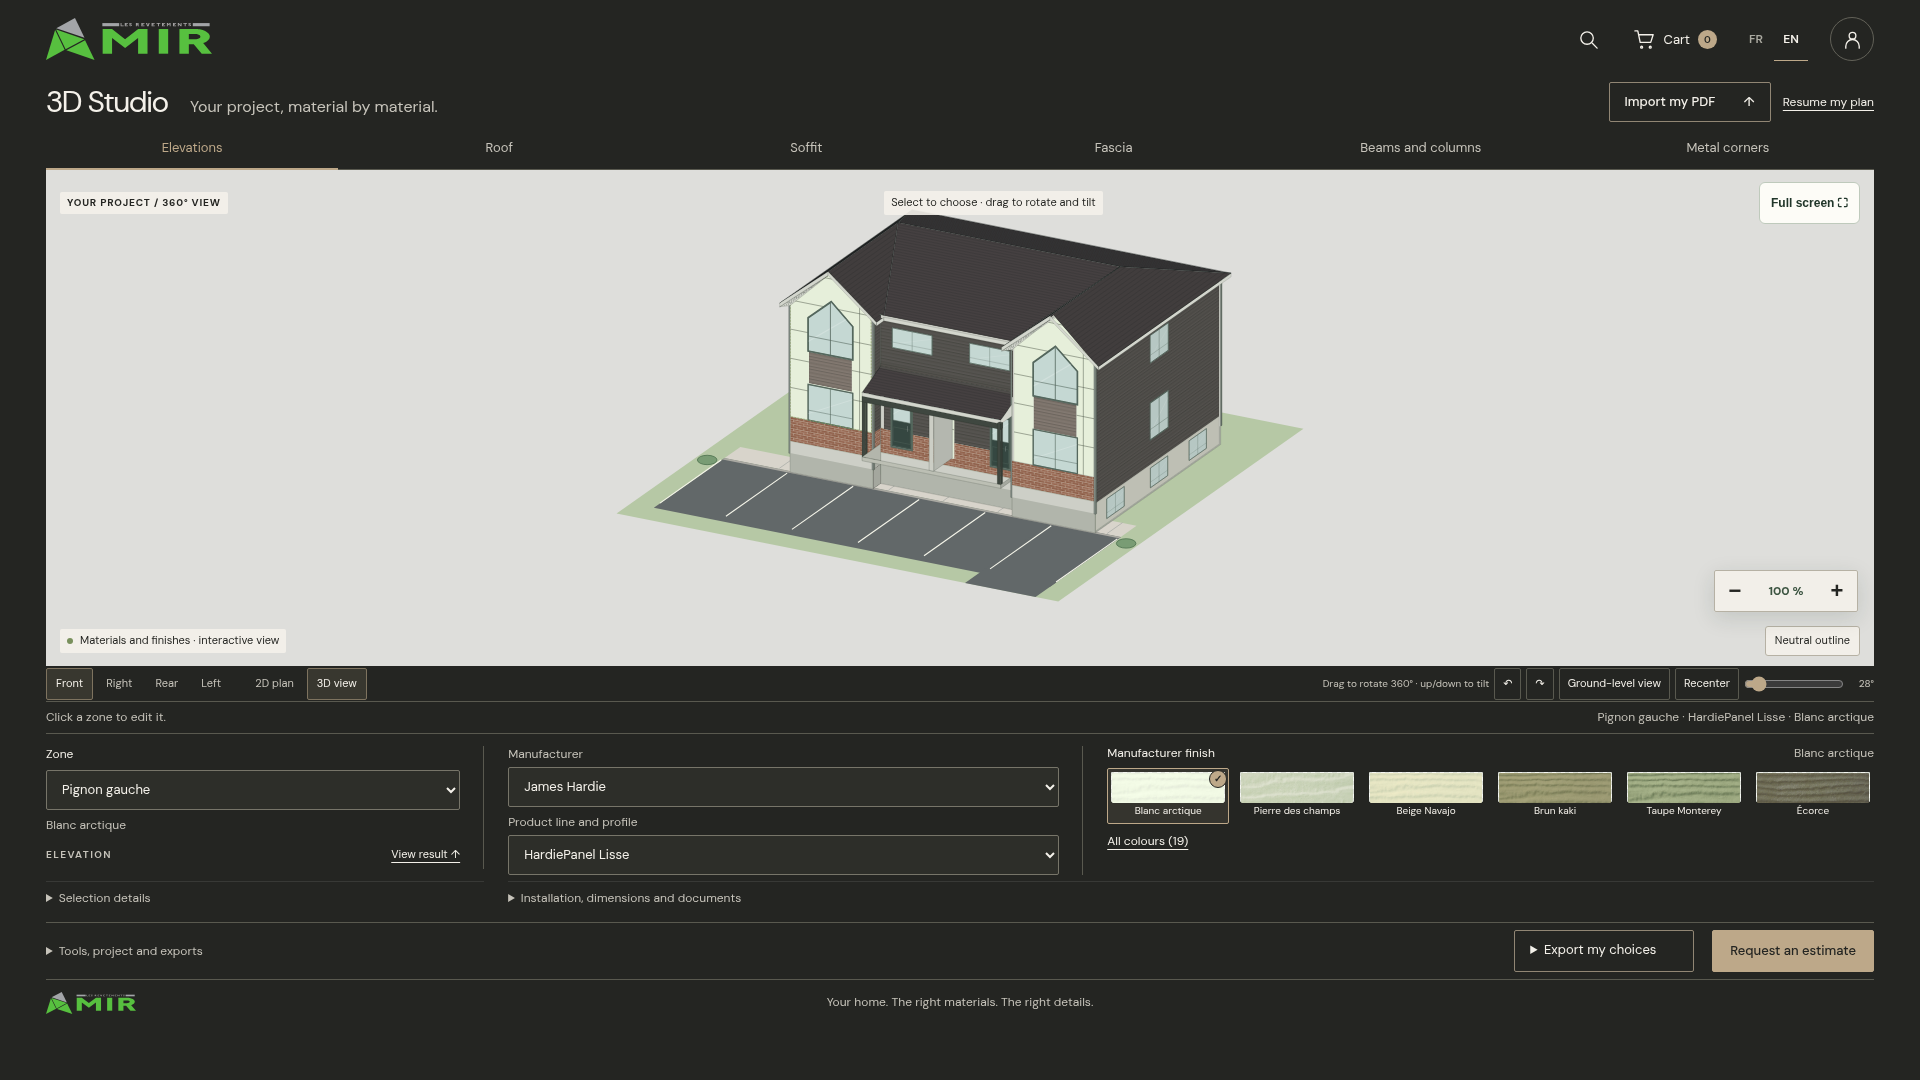 LES REVÊTEMENTS
MIR
Cart 0
FR EN
3D Studio Your project, material by material.
Import my PDF ↑ Resume my plan
Elevations Roof Soffit Fascia Beams and columns Metal corners
YOUR PROJECT / 360° VIEW
Select to choose · drag to rotate and tilt
Full screen
− 100 % +
Materials and finishes · interactive view
Neutral outline
Front Right Rear Left 2D plan 3D view
Drag to rotate 360° · up/down to tilt ↶ ↷ Ground-level view Recenter 28°
Click a zone to edit it.
Pignon gauche · HardiePanel Lisse · Blanc arctique
Zone
Pignon gauche
Blanc arctique
ELEVATION View result ↑
Manufacturer
James Hardie
Product line and profile
HardiePanel Lisse
Manufacturer finish Blanc arctique
✓
Blanc arctique Pierre des champs Beige Navajo Brun kaki Taupe Monterey Écorce
All colours (19)
▶ Selection details
▶ Installation, dimensions and documents
▶ Tools, project and exports
▶ Export my choices
Request an estimate
MIR
Your home. The right materials. The right details.